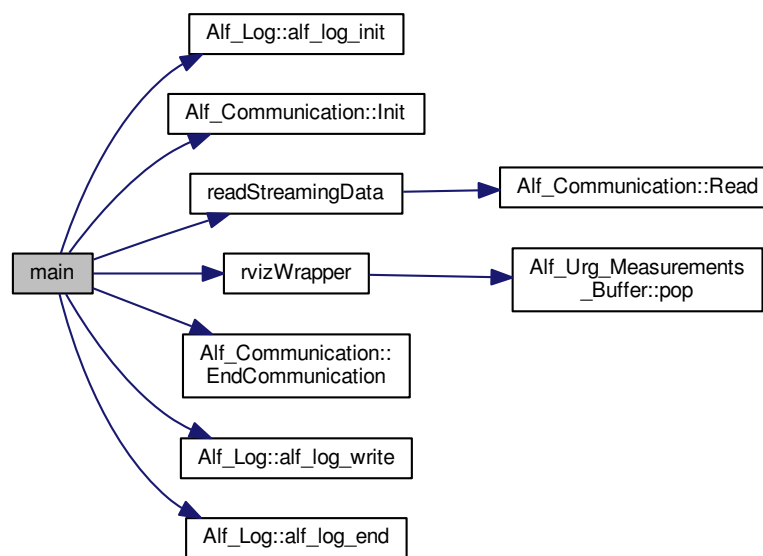 Alf_Log::alf_log_init
Alf_Communication::Init
readStreamingData
Alf_Communication::Read
main
rvizWrapper
Alf_Urg_Measurements
_Buffer::pop
Alf_Communication::
EndCommunication
Alf_Log::alf_log_write
Alf_Log::alf_log_end